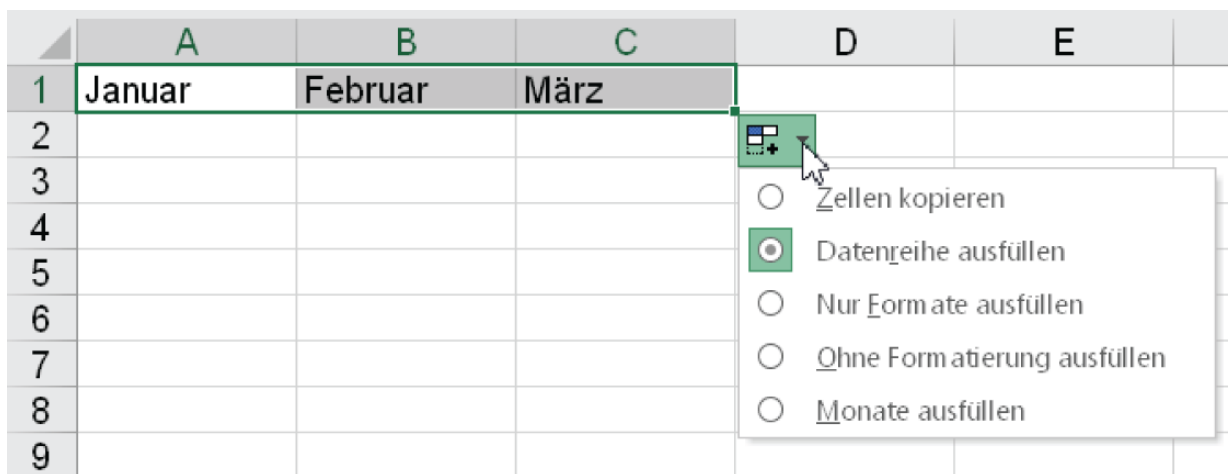 A B C D E
1 Januar Februar März
2
3
Zellen kopieren
4
Datenreihe ausfüllen
5
6
Nur Formate ausfüllen
7
Ohne Formatierung ausfüllen
8
Monate ausfüllen
9